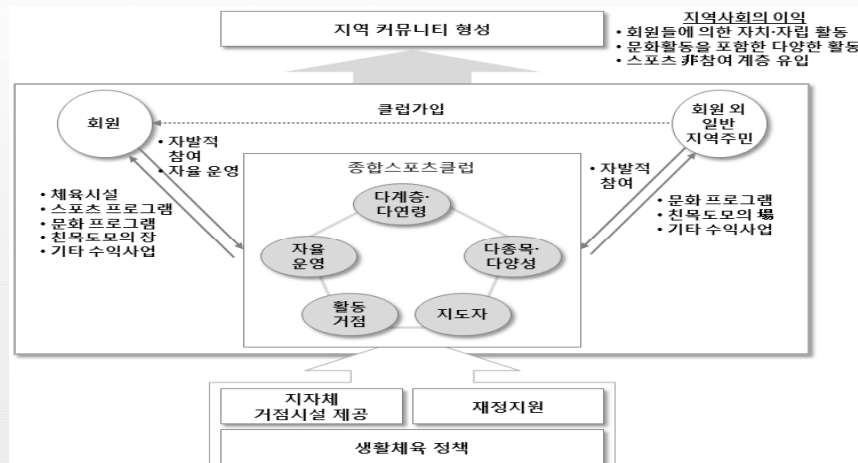 지역 커뮤니티 형성
지역사회의 이익
• 회원들에 의한 자치·자립 활동
• 문화활동을 포함한 다양한 활동
• 스포츠 非참여 계층 유입
클럽가입
회원
회원 외
일반
지역주민
• 자발적
참여
• 자율 운영
• 체육시설
• 스포츠 프로그램
• 문화 프로그램
• 친목도모의 장
• 기타 수익사업
종합스포츠클럽
다계층·
다연령
자율
운영
다종목·
다양성
활동
거점
지도자
• 자발적
참여
• 문화 프로그램
• 친목도모의 場
• 기타 수익사업
지자체
거점시설 제공
재정지원
생활체육 정책